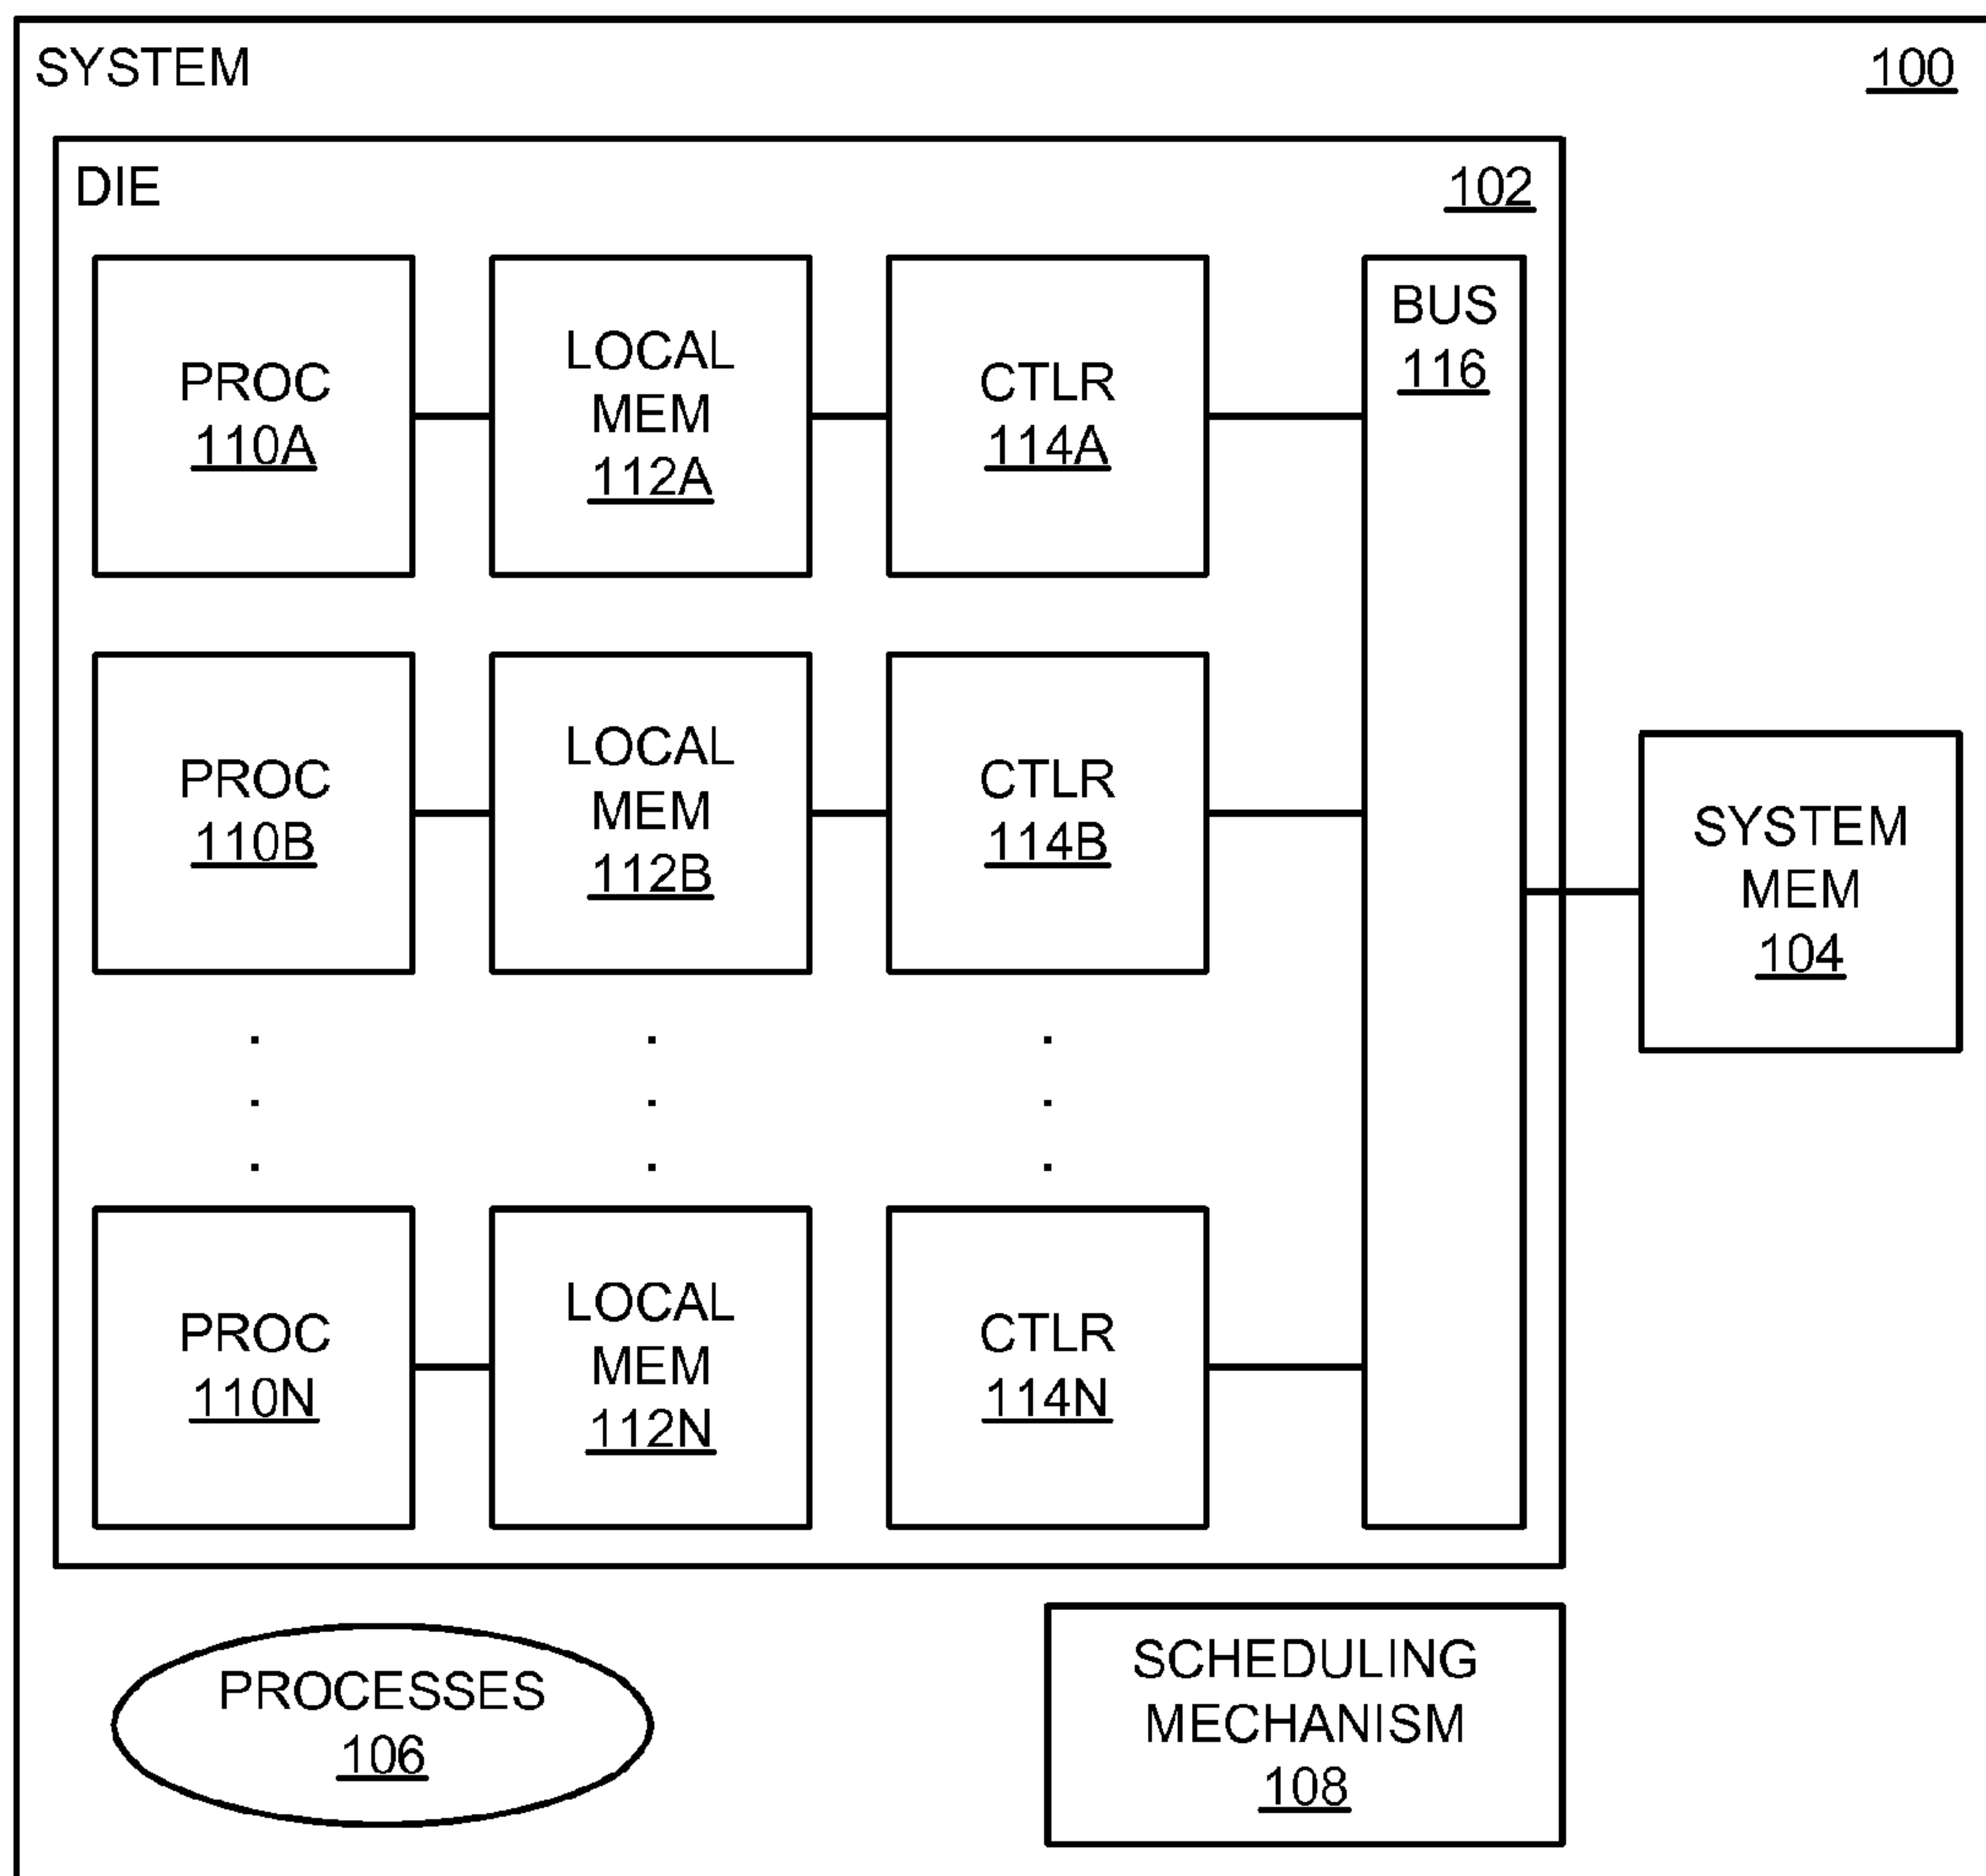 SYSTEM
100
DIE
102
PROC
110A
LOCAL
MEM
112A
CTLR
114A
BUS
116
PROC
110B
LOCAL
MEM
112B
CTLR
114B
SYSTEM
MEM
104
PROC
110N
LOCAL
MEM
112N
CTLR
114N
PROCESSES
106
SCHEDULING
MECHANISM
108